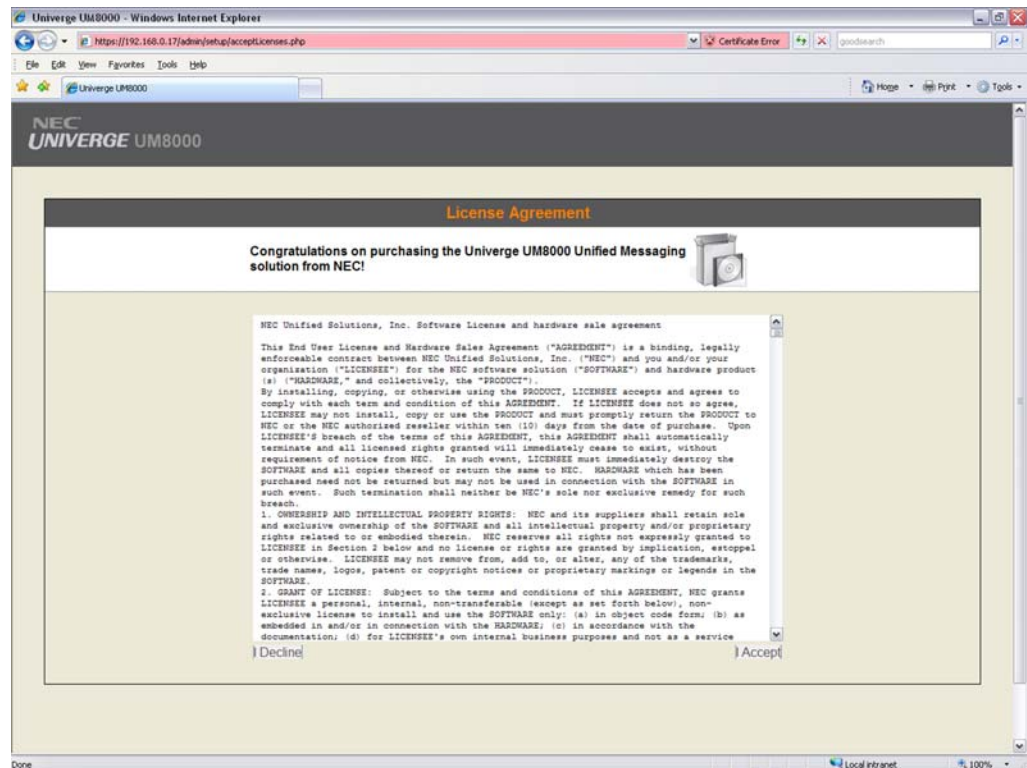 Univerge UM8000 - Windows Internet Explorer
https://192.168.0.17/admin/setup/acceptLicenses.php
Certificate Error
goodsearch
File Edit View Favorites Tools Help
Univerge UM8000
Home
Print
Tools
NEC
UNIVERGE UM8000
License Agreement
Congratulations on purchasing the Univerge UM8000 Unified Messaging
solution from NEC!
NEC Unified Solutions, Inc. Software License and hardware sale agreement
This End User License and Hardware Sales Agreement ("AGREEMENT") is a binding, legally
enforceable contract between NEC Unified Solutions, Inc. ("NEC") and you and/or your
organization ("LICENSEE") for the NEC software solution ("SOFTWARE") and hardware product
(s) ("HARDWARE," and collectively, the "PRODUCT").
By installing, copying, or otherwise using the PRODUCT, LICENSEE accepts and agrees to
comply with each term and condition of this AGREEMENT.  If LICENSEE does not so agree,
LICENSEE may not install, copy or use the PRODUCT and must promptly return the PRODUCT to
NEC or the NEC authorized reseller within ten (10) days from the date of purchase.  Upon
LICENSEE'S breach of the terms of this AGREEMENT, this AGREEMENT shall automatically
terminate and all licensed rights granted will immediately cease to exist, without
requirement of notice from NEC.  In such event, LICENSEE must immediately destroy the
SOFTWARE and all copies thereof or return the same to NEC.  HARDWARE which has been
purchased need not be returned but may not be used in connection with the SOFTWARE in
such event.  Such termination shall neither be NEC's sole nor exclusive remedy for such
breach.
1. OWNERSHIP AND INTELLECTUAL PROPERTY RIGHTS:  NEC and its suppliers shall retain sole
and exclusive ownership of the SOFTWARE and all intellectual property and/or proprietary
rights related to or embodied therein.  NEC reserves all rights not expressly granted to
LICENSEE in Section 2 below and no license or rights are granted by implication, estoppel
or otherwise.  LICENSEE may not remove from, add to, or alter, any of the trademarks,
trade names, logos, patent or copyright notices or proprietary markings or legends in the
SOFTWARE.
2. GRANT OF LICENSE:  Subject to the terms and conditions of this AGREEMENT, NEC grants
LICENSEE a personal, internal, non-transferable (except as set forth below), non-
exclusive license to install and use the SOFTWARE only: (a) in object code form; (b) as
embedded in and/or in connection with the HARDWARE; (c) in accordance with the
documentation; (d) for LICENSEE's own internal business purposes and not as a service
I Decline
I Accept
Done
Local intranet
100%